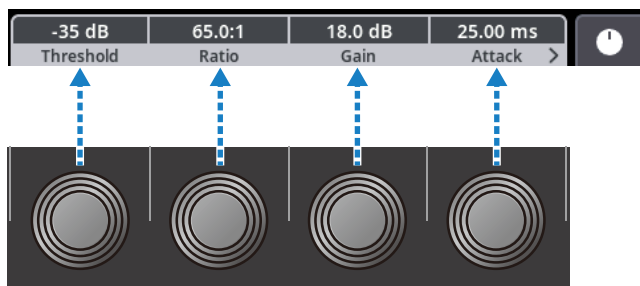 -35 dB 65.0:1 18.0 dB 25.00 ms
Threshold Ratio Gain Attack >